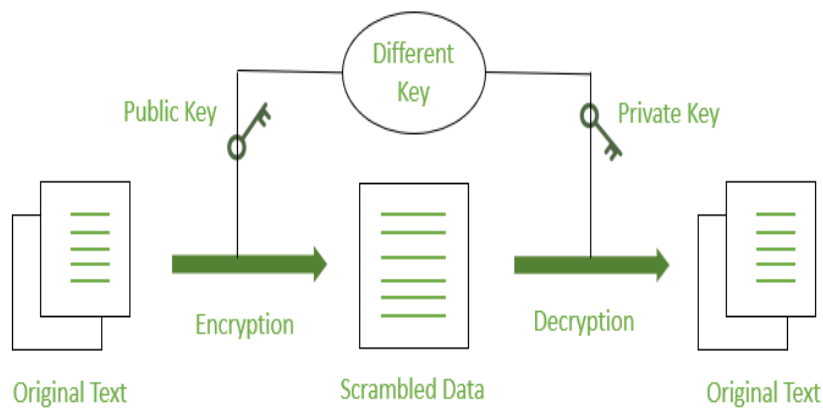 Different
Key
Public Key
Private Key
Encryption
Decryption
Original Text
Scrambled Data
Original Text